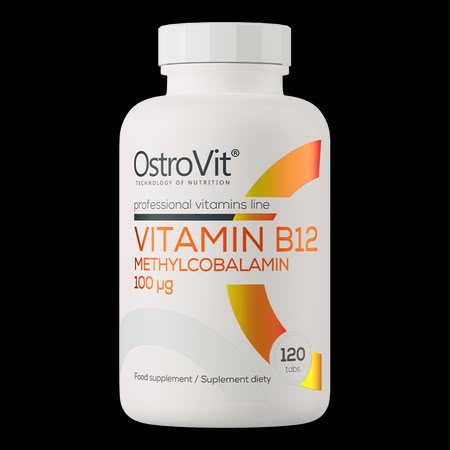 OstroVit®
TECHNOLOGY OF NUTRITION
professional vitamins line
VITAMIN B12
METHYLCOBALAMIN
100 µg
120
tabs
Food supplement / Suplement diety